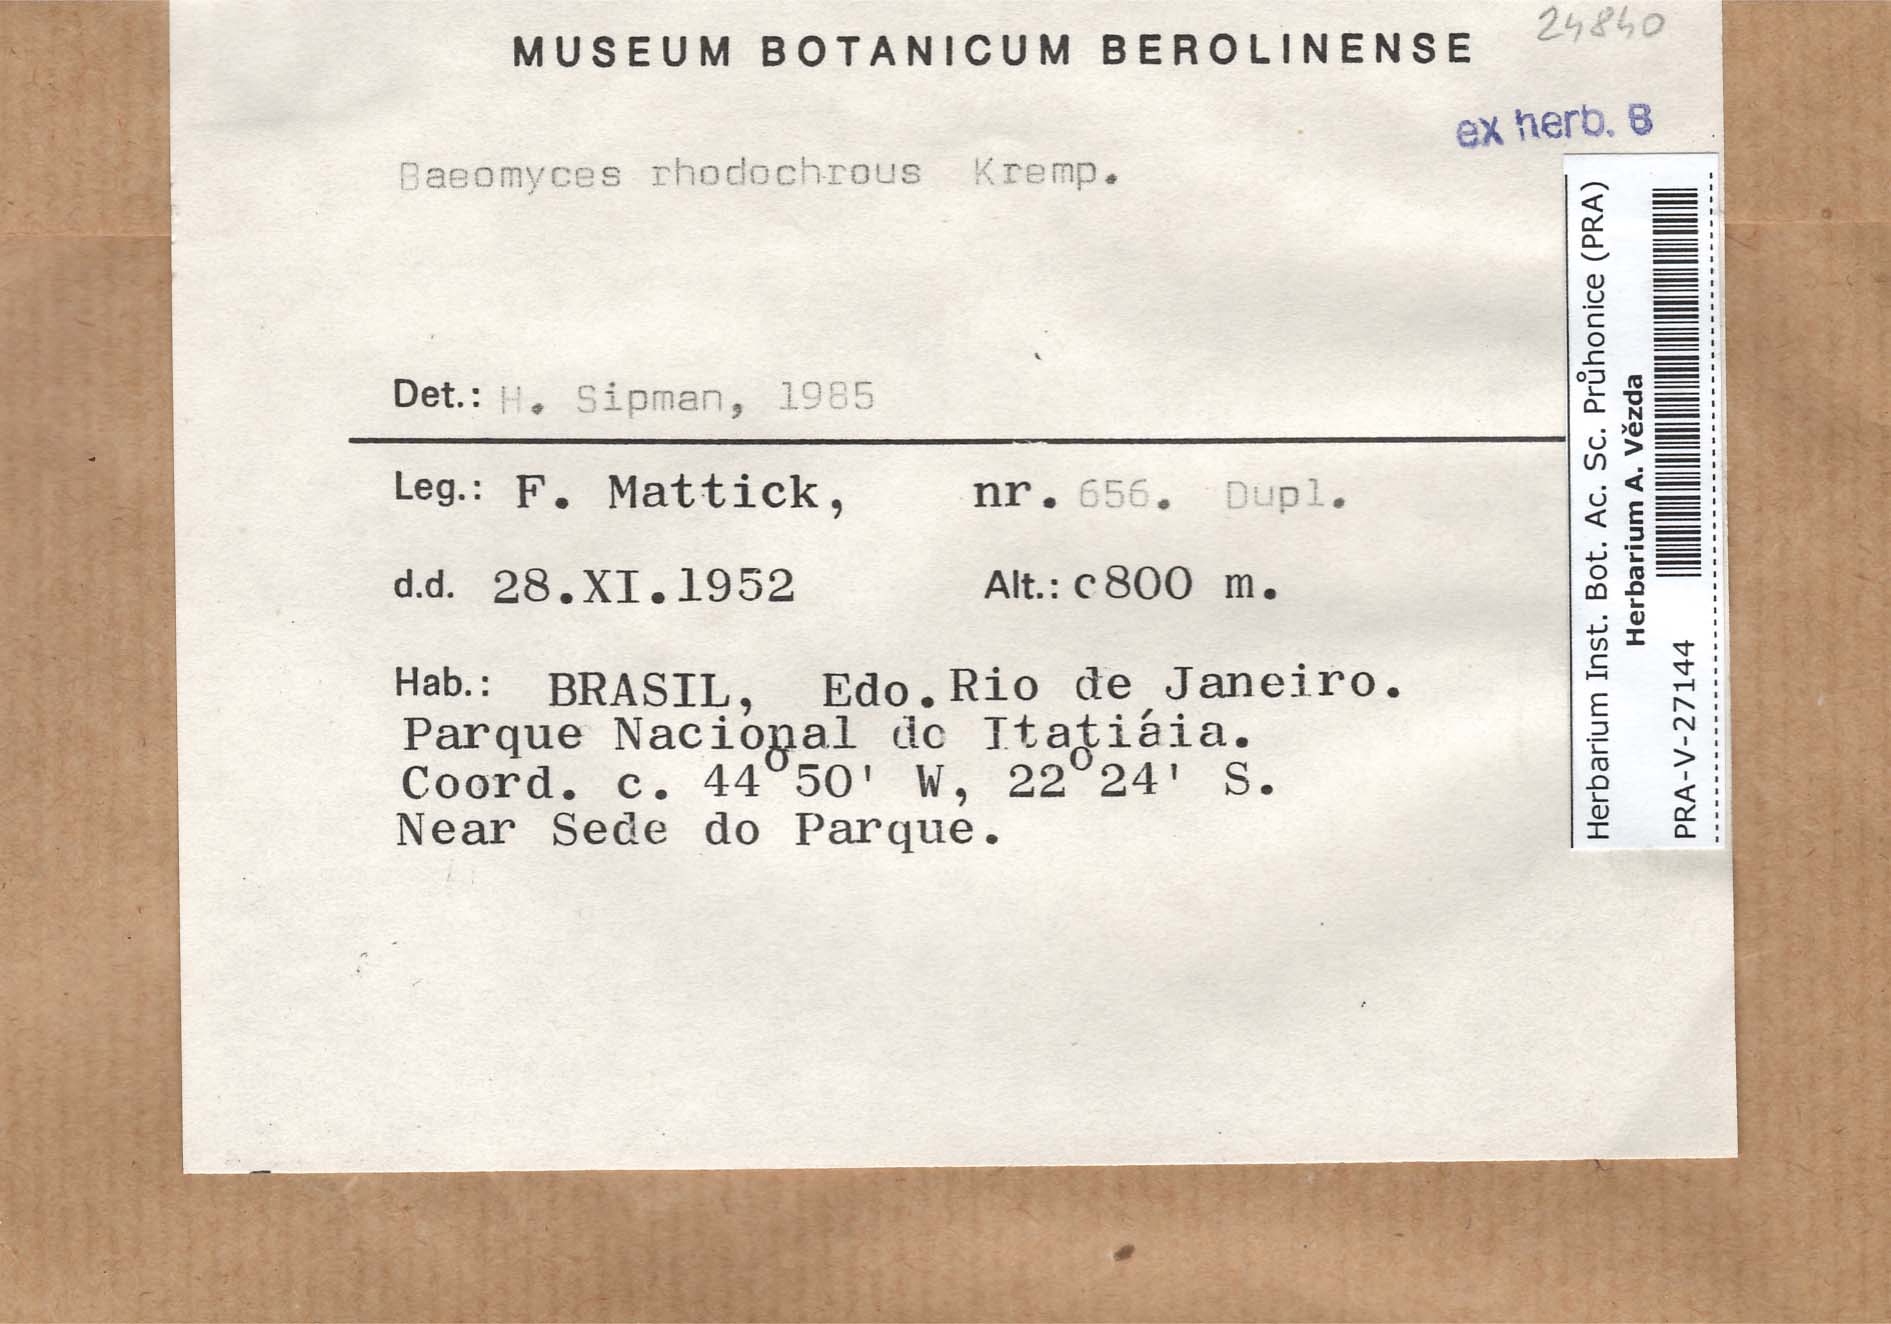 24840
MUSEUM BOTANICUM BEROLINENSE
ex herb. B
Baeomyces rhodochrous Kremp.
Det.: H. Sipman, 1985
Leg.: F. Mattick, nr. 656. Dupl.
d.d. 28.XI.1952 Alt.: c800 m.
Hab.: BRASIL, Edo. Rio de Janeiro.
Parque Nacional do Itatiáia.
Coord. c. 44°50' W, 22°24' S.
Near Sede do Parque.
Herbarium Inst. Bot. Ac. Sc. Průhonice (PRA)
Herbarium A. Vězda
PRA-V-27144